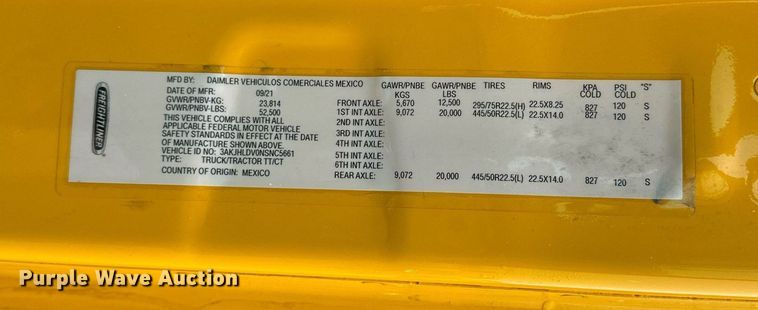 FREIGHTLINER
MFD BY: DAIMLER VEHICULOS COMERCIALES MEXICO
DATE OF MFR: 09/21
GVWR/PNBV-KG: 23,814
GVWR/PNBV-LBS: 52,500
THIS VEHICLE COMPLIES WITH ALL
APPLICABLE FEDERAL MOTOR VEHICLE
SAFETY STANDARDS IN EFFECT AT THE DATE
OF MANUFACTURE SHOWN ABOVE.
VEHICLE ID NO: 3AKJHLDV0NSNC5661
TYPE: TRUCK/TRACTOR TT/CT
COUNTRY OF ORIGIN: MEXICO
GAWR/PNBE KGS GAWR/PNBE LBS TIRES RIMS KPA COLD PSI COLD "S"
FRONT AXLE: 5,670 12,500 295/75R22.5(H) 22.5X8.25 827 120 S
1ST INT AXLE: 9,072 20,000 445/50R22.5(L) 22.5X14.0 827 120 S
2ND INT AXLE:
3RD INT AXLE:
4TH INT AXLE:
5TH INT AXLE:
6TH INT AXLE:
REAR AXLE: 9,072 20,000 445/50R22.5(L) 22.5X14.0 827 120 S
Purple Wave Auction